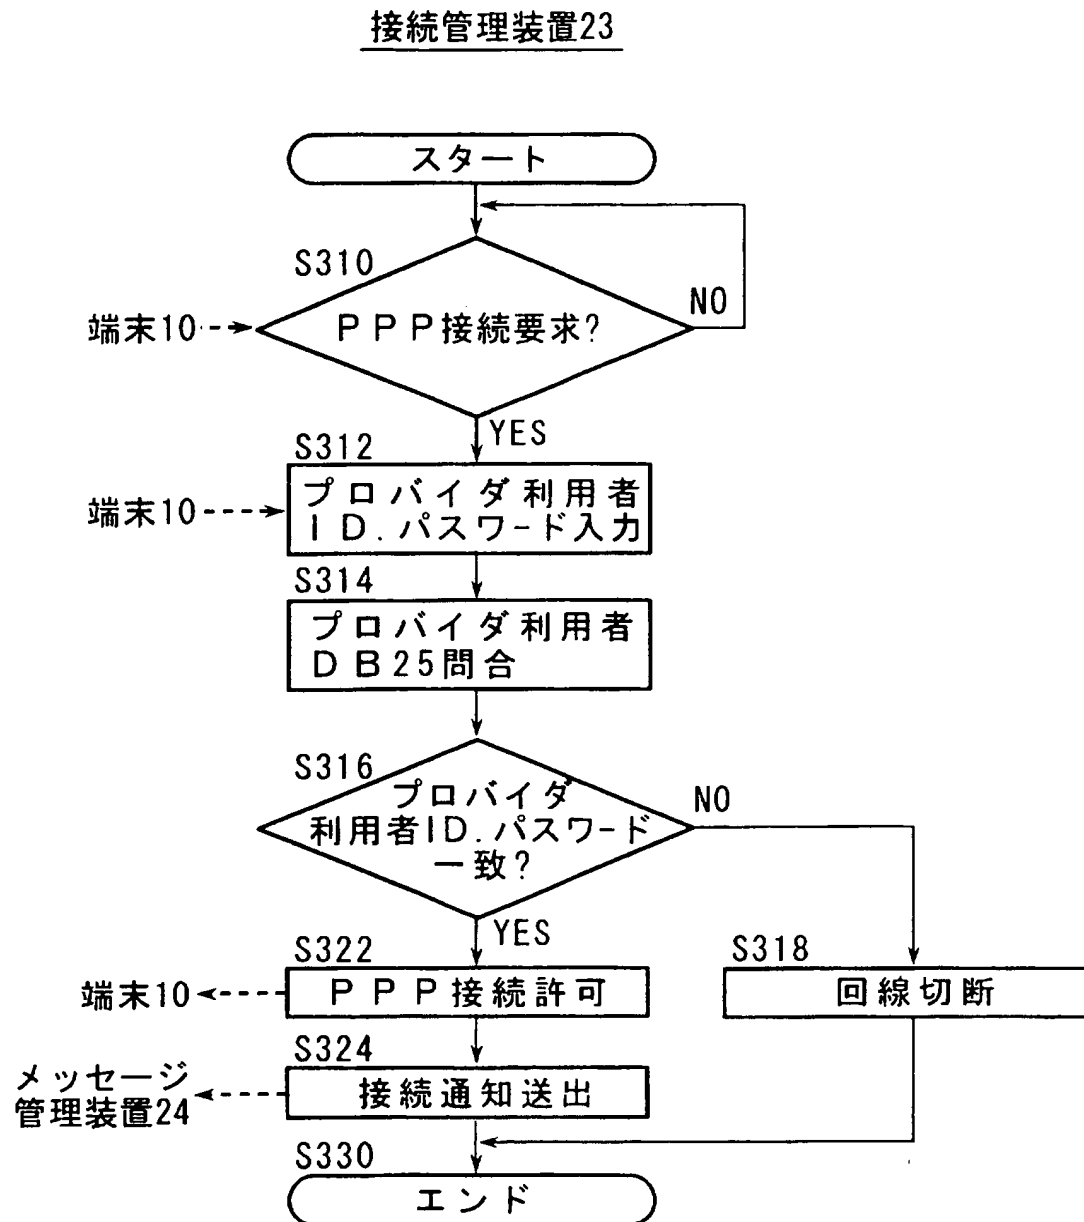 接続管理装置23
スタート
S310
NO
端末10
PPP接続要求?
YES
S312
端末10
プロバイダ利用者
ID.パスワード入力
S314
プロバイダ利用者
DB25問合
S316
NO
プロバイダ
利用者ID.パスワード
一致?
YES
S322
S318
端末10
PPP接続許可
回線切断
S324
メッセージ
管理装置24
接続通知送出
S330
エンド